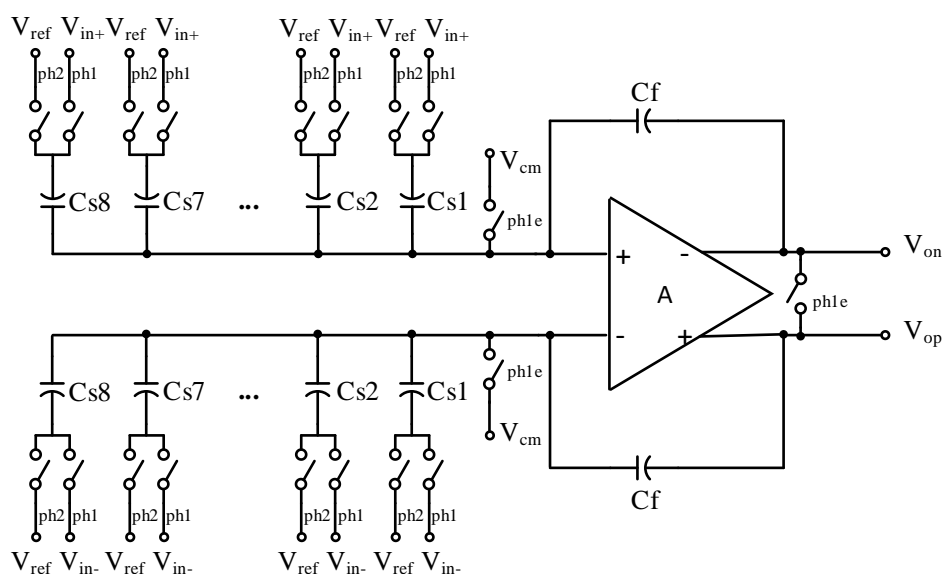 Vref Vin+ Vref Vin+ Vref Vin+ Vref Vin+
ph2 ph1 ph2 ph1 ph2 ph1 ph2 ph1
Cf
Vcm
Cs8 Cs7 ... Cs2 Cs1
ph1e
+ - Von
A
ph1e
- + Vop
ph1e
Cs8 Cs7 ... Cs2 Cs1
Vcm
Cf
ph2 ph1 ph2 ph1 ph2 ph1 ph2 ph1
Vref Vin- Vref Vin- Vref Vin- Vref Vin-